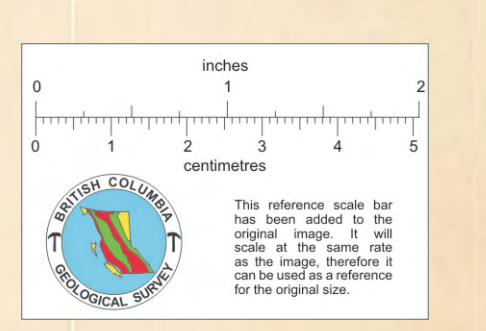 inches
0 1 2
0 1 2 3 4 5
centimetres
BRITISH COLUMBIA
GEOLOGICAL SURVEY
This reference scale bar
has been added to the
original image. It will
scale at the same rate
as the image, therefore it
can be used as a reference
for the original size.